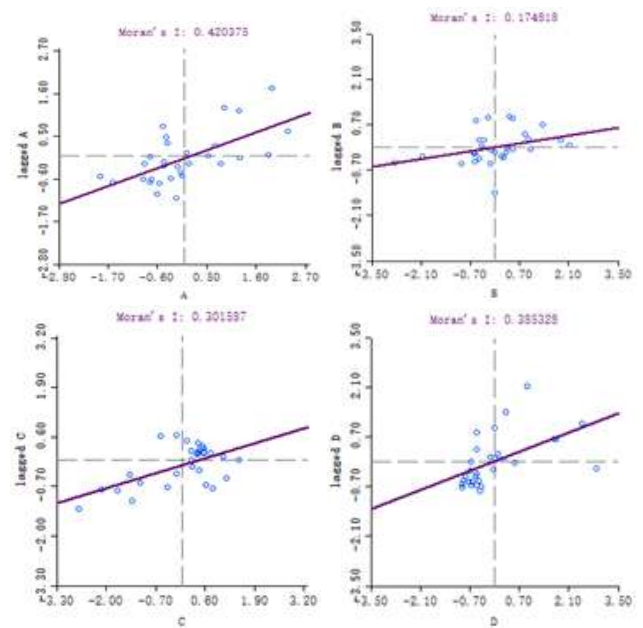 Moran's I: 0.420375
lagged A
2.70
1.60
0.50
-0.60
-1.70
-2.80
-2.80 -1.70 -0.60 0.50 1.60 2.70
A
Moran's I: 0.174818
lagged B
3.50
2.10
0.70
-0.70
-2.10
-3.50
-3.50 -2.10 -0.70 0.70 2.10 3.50
B
Moran's I: 0.301597
lagged C
3.20
1.90
0.60
-0.70
-2.00
-3.30
-3.30 -2.00 -0.70 0.60 1.90 3.20
C
Moran's I: 0.385328
lagged D
3.50
2.10
0.70
-0.70
-2.10
-3.50
-3.50 -2.10 -0.70 0.70 2.10 3.50
D